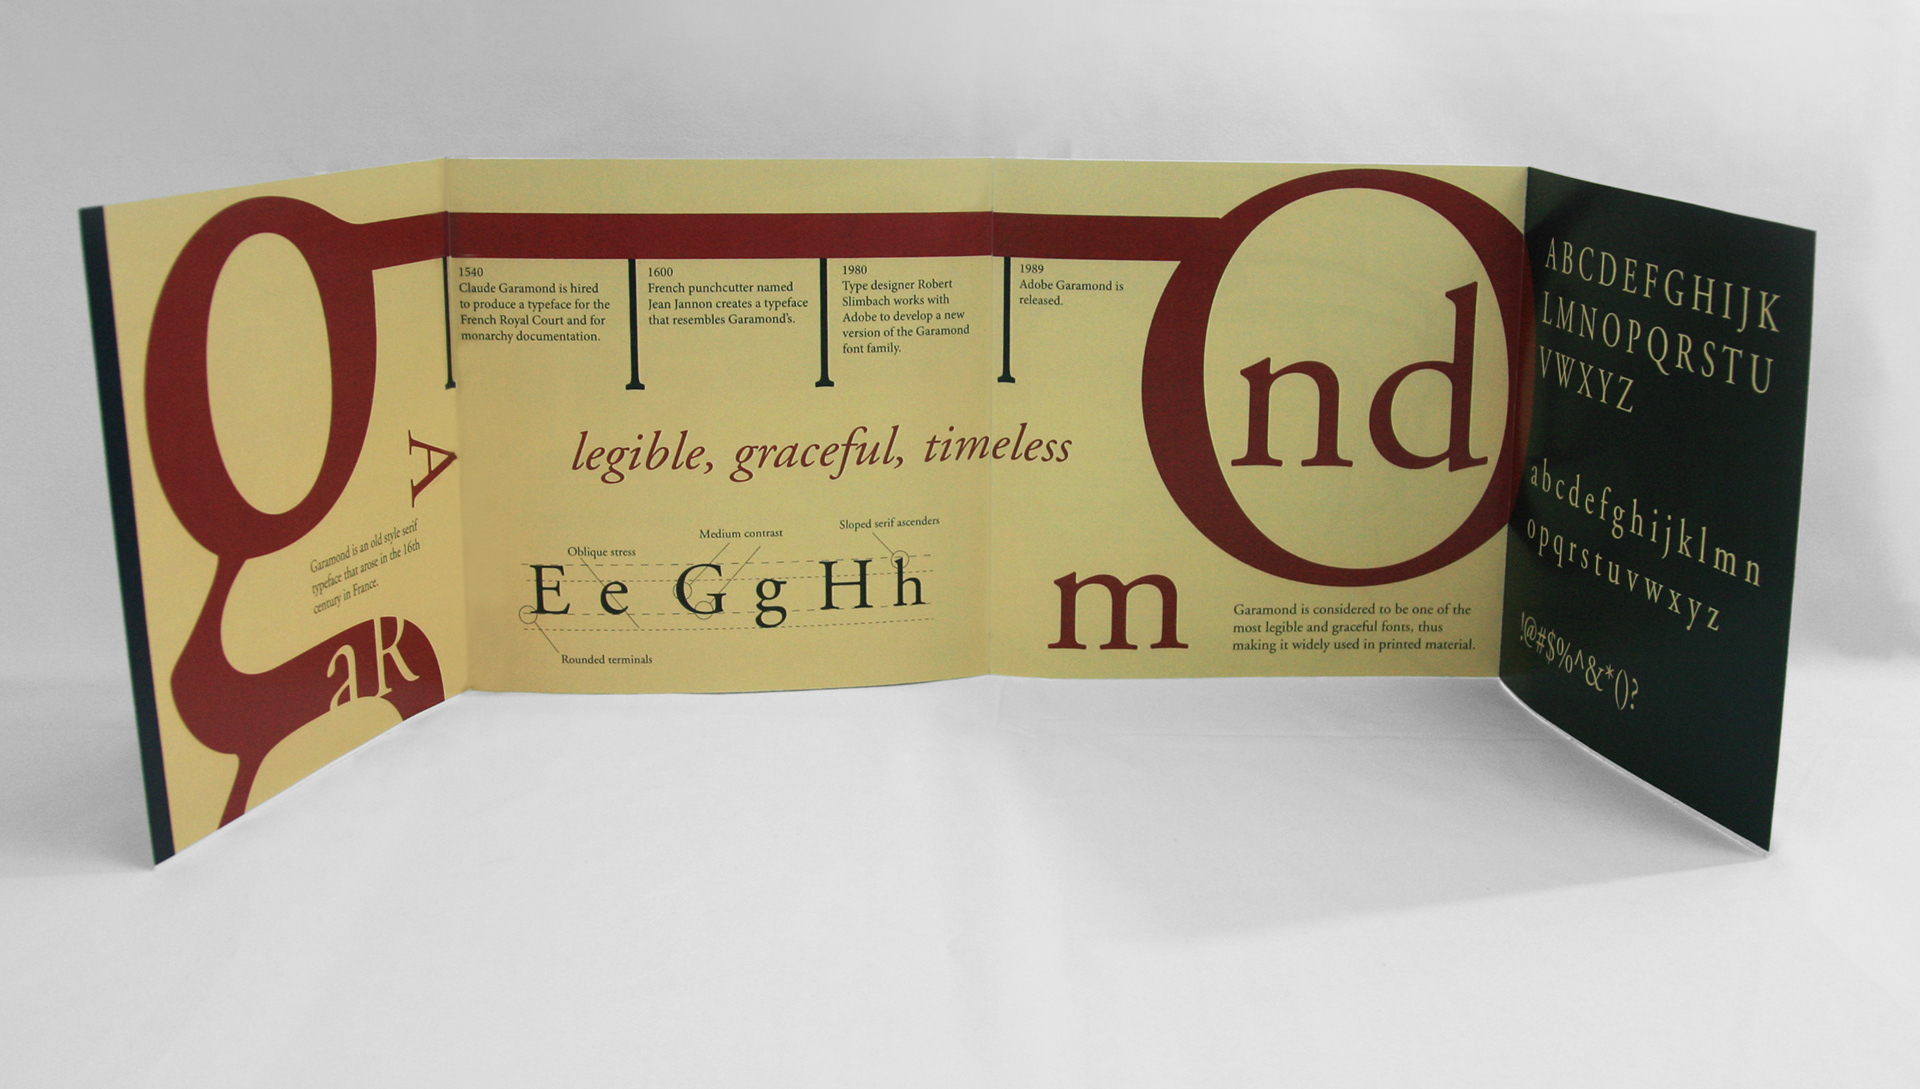 g
A
Garamond is an old style serif
typeface that arose in the 16th
century in France.
aR
1540
Claude Garamond is hired
to produce a typeface for the
French Royal Court and for
monarchy documentation.
1600
French punchcutter named
Jean Jannon creates a typeface
that resembles Garamond's.
1980
Type designer Robert
Slimbach works with
Adobe to develop a new
version of the Garamond
font family.
1989
Adobe Garamond is
released.
legible, graceful, timeless
Oblique stress
Medium contrast
Sloped serif ascenders
E e G g H h
Rounded terminals
m
O
nd
Garamond is considered to be one of the
most legible and graceful fonts, thus
making it widely used in printed material.
ABCDEFGHIJK
LMNOPQRSTU
VWXYZ
abcdefghijklmn
opqrstuvwxyz
!@#$%^&*()?